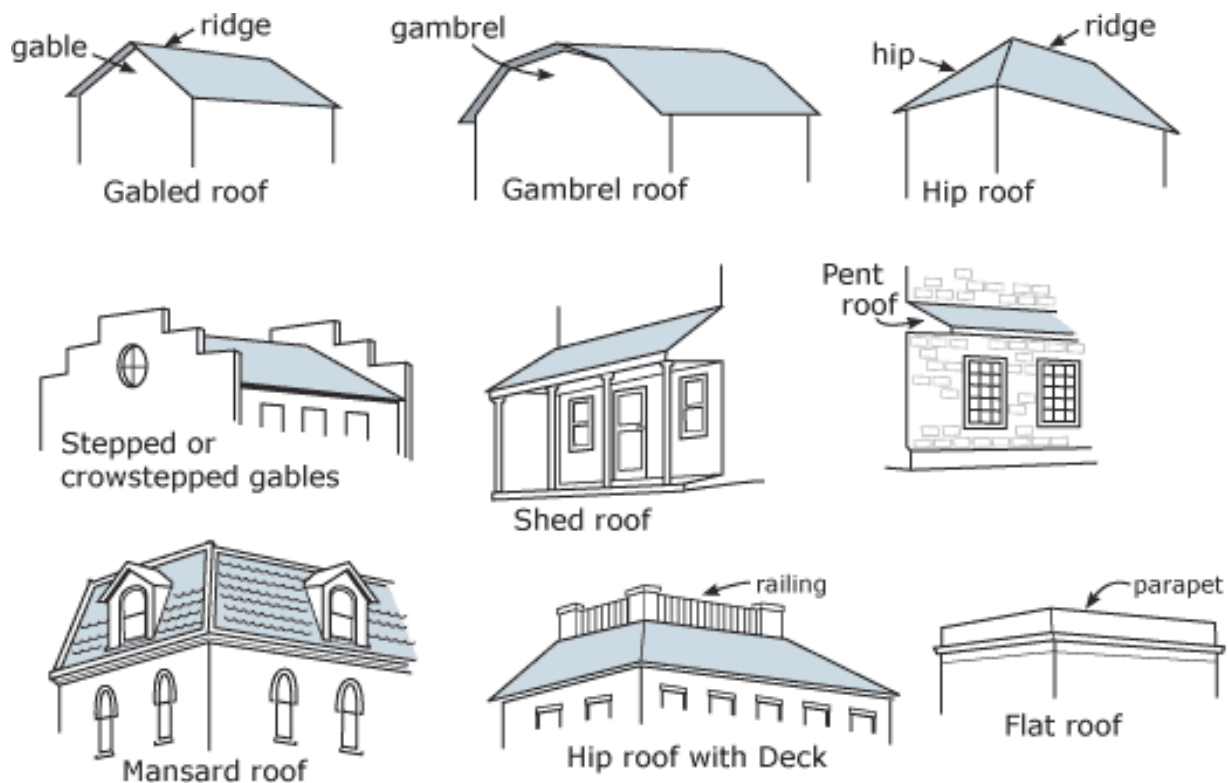 ridge
gable
Gabled roof
gambrel
Gambrel roof
ridge
hip
Hip roof
Stepped or
crowstepped gables
Shed roof
Pent
roof
Mansard roof
railing
Hip roof with Deck
parapet
Flat roof